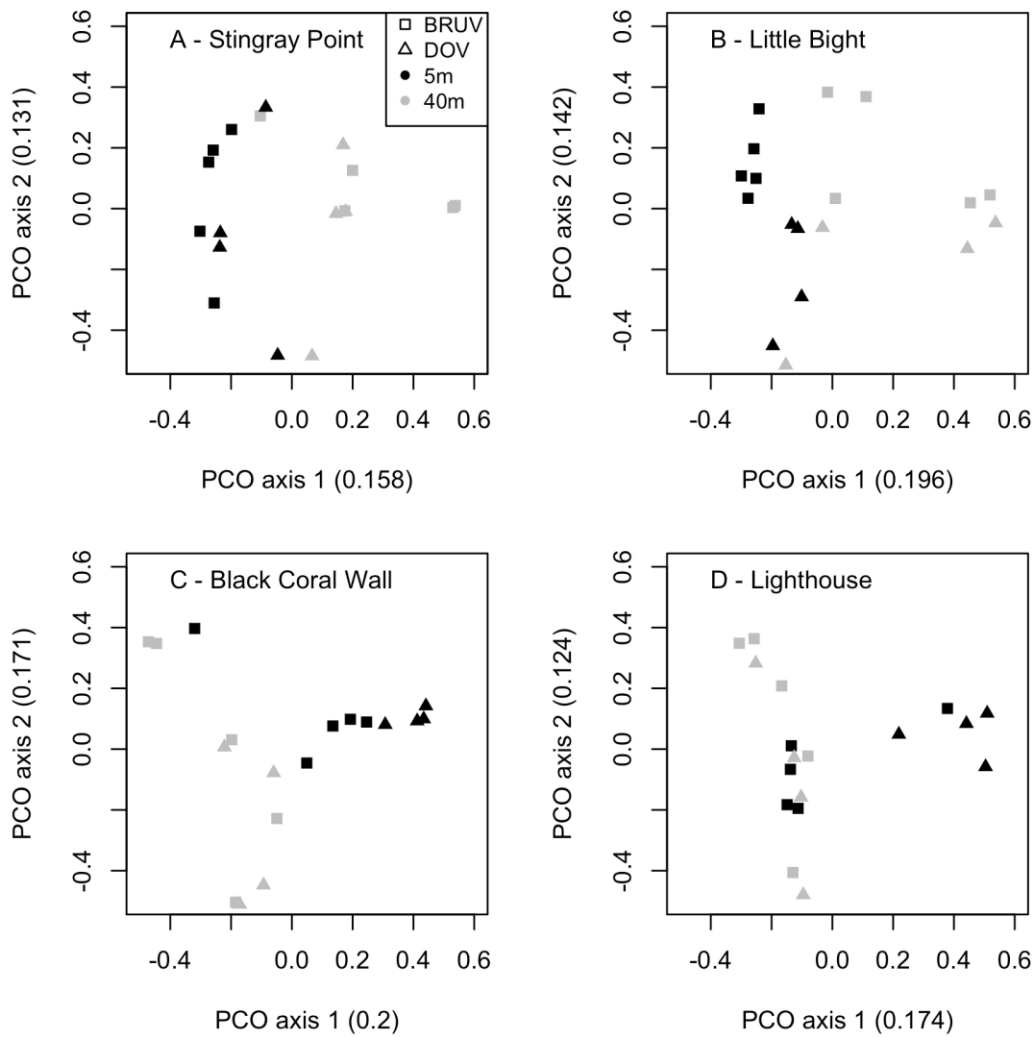 A - Stingray Point
BRUV
DOV
5m
40m
0.6
0.4
0.2
0.0
-0.4
PCO axis 2 (0.131)
-0.4 0.0 0.2 0.4 0.6
PCO axis 1 (0.158)
B - Little Bight
0.6
0.4
0.2
0.0
-0.4
PCO axis 2 (0.142)
-0.4 0.0 0.2 0.4 0.6
PCO axis 1 (0.196)
C - Black Coral Wall
0.6
0.4
0.2
0.0
-0.4
PCO axis 2 (0.171)
-0.4 0.0 0.2 0.4 0.6
PCO axis 1 (0.2)
D - Lighthouse
0.6
0.4
0.2
0.0
-0.4
PCO axis 2 (0.124)
-0.4 0.0 0.2 0.4 0.6
PCO axis 1 (0.174)